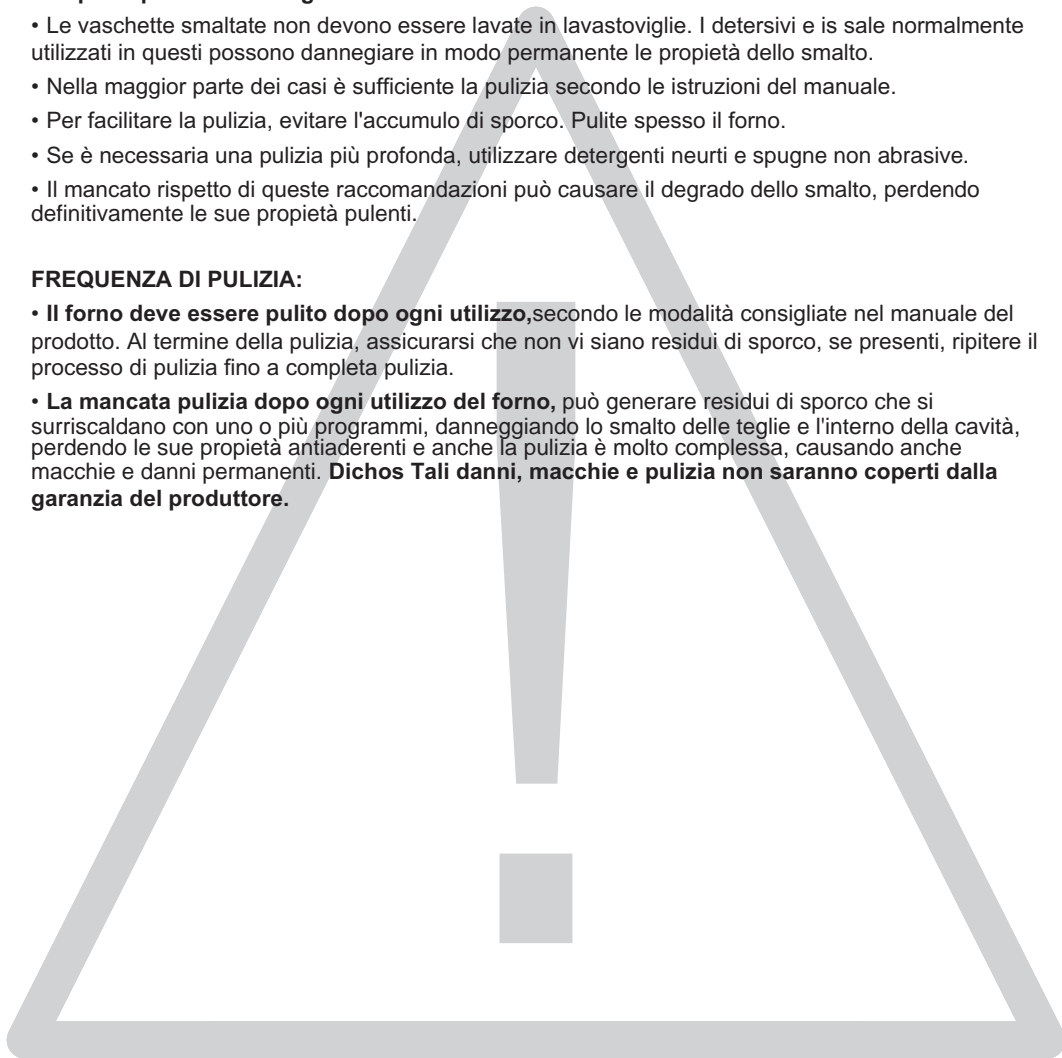 • Le vaschette smaltate non devono essere lavate in lavastoviglie. I detersivi e is sale normalmente
utilizzati in questi possono dannegiare in modo permanente le propietà dello smalto.
• Nella maggior parte dei casi è sufficiente la pulizia secondo le istruzioni del manuale.
• Per facilitare la pulizia, evitare l'accumulo di sporco. Pulite spesso il forno.
• Se è necessaria una pulizia più profonda, utilizzare detergenti neurti e spugne non abrasive.
• Il mancato rispetto di queste raccomandazioni può causare il degrado dello smalto, perdendo
definitivamente le sue propietà pulenti.
FREQUENZA DI PULIZIA:
• Il forno deve essere pulito dopo ogni utilizzo,secondo le modalità consigliate nel manuale del
prodotto. Al termine della pulizia, assicurarsi che non vi siano residui di sporco, se presenti, ripitere il
processo di pulizia fino a completa pulizia.
• La mancata pulizia dopo ogni utilizzo del forno, può generare residui di sporco che si
surriscaldano con uno o più programmi, danneggiando lo smalto delle teglie e l'interno della cavità,
perdendo le sue propietà antiaderenti e anche la pulizia è molto complessa, causando anche
macchie e danni permanenti. Dichos Tali danni, macchie e pulizia non saranno coperti dalla
garanzia del produttore.